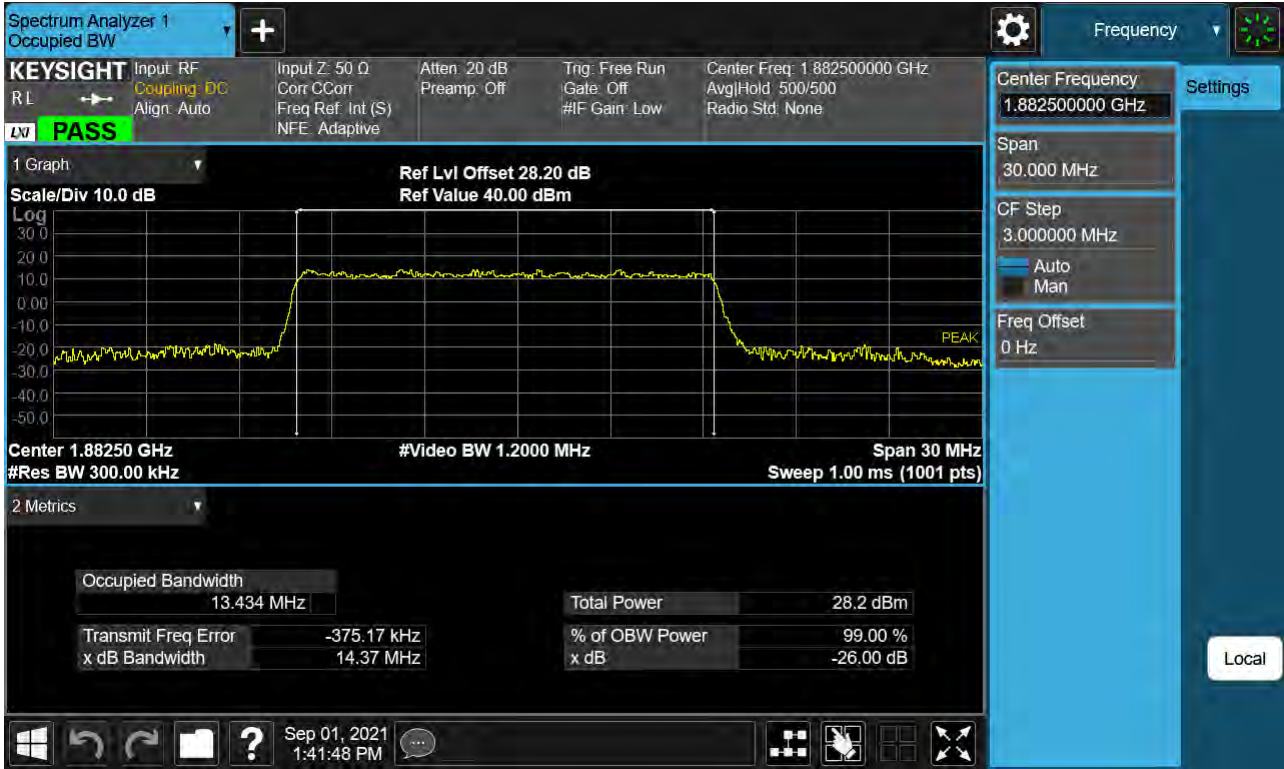 Spectrum Analyzer 1
Occupied BW
+
Frequency
KEYSIGHT
RL
LXI PASS
Input: RF
Coupling: DC
Align: Auto
Input Z: 50 Ω
Corr CCorr
Freq Ref: Int (S)
NFE: Adaptive
Atten: 20 dB
Preamp: Off
Trig: Free Run
Gate: Off
#IF Gain: Low
Center Freq: 1.882500000 GHz
Avg|Hold: 500/500
Radio Std: None
Center Frequency
1.882500000 GHz
Settings
Span
30.000 MHz
CF Step
3.000000 MHz
Auto
Man
Freq Offset
0 Hz
Local
1 Graph
Ref Lvl Offset 28.20 dB
Scale/Div 10.0 dB
Ref Value 40.00 dBm
Log
30.0
20.0
10.0
0.00
-10.0
-20.0
-30.0
-40.0
-50.0
PEAK
Center 1.88250 GHz
#Video BW 1.2000 MHz
Span 30 MHz
#Res BW 300.00 kHz
Sweep 1.00 ms (1001 pts)
2 Metrics
Occupied Bandwidth
13.434 MHz
Total Power 28.2 dBm
Transmit Freq Error -375.17 kHz
% of OBW Power 99.00 %
x dB Bandwidth 14.37 MHz
x dB -26.00 dB
?
Sep 01, 2021
1:41:48 PM